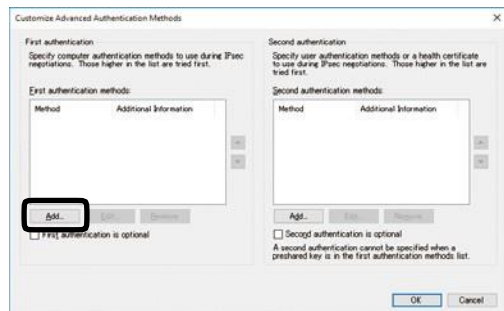 Customize Advanced Authentication Methods
First authentication
Specify computer authentication methods to use during IPsec
negotiations. Those higher in the list are tried first.
First authentication methods:
Method Additional Information
Add... Edit... Remove
First authentication is optional
Second authentication
Specify user authentication methods or a health certificate
to use during IPsec negotiations. Those higher in the list are
tried first.
Second authentication methods:
Method Additional Information
Add... Edit... Remove
Second authentication is optional
A second authentication cannot be specified when a
preshared key is in the first authentication methods list.
OK Cancel